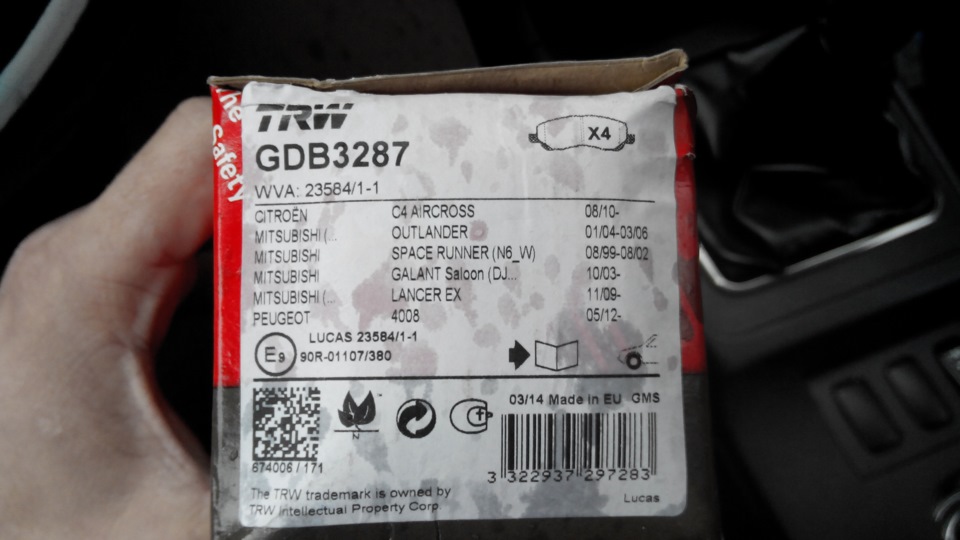 the
safety
TRW
X4
GDB3287
WVA: 23584/1-1
CITROËN C4 AIRCROSS 08/10-
MITSUBISHI (... OUTLANDER 01/04-03/06
MITSUBISHI SPACE RUNNER (N6_W) 08/99-08/02
MITSUBISHI GALANT Saloon (DJ... 10/03-
MITSUBISHI (... LANCER EX 11/09-
PEUGEOT 4008 05/12-
LUCAS 23584/1-1
E9 90R-01107/380
03/14 Made in EU GMS
N
674006 / 171
3 322937 297283
The TRW trademark is owned by
TRW Intellectual Property Corp.
Lucas